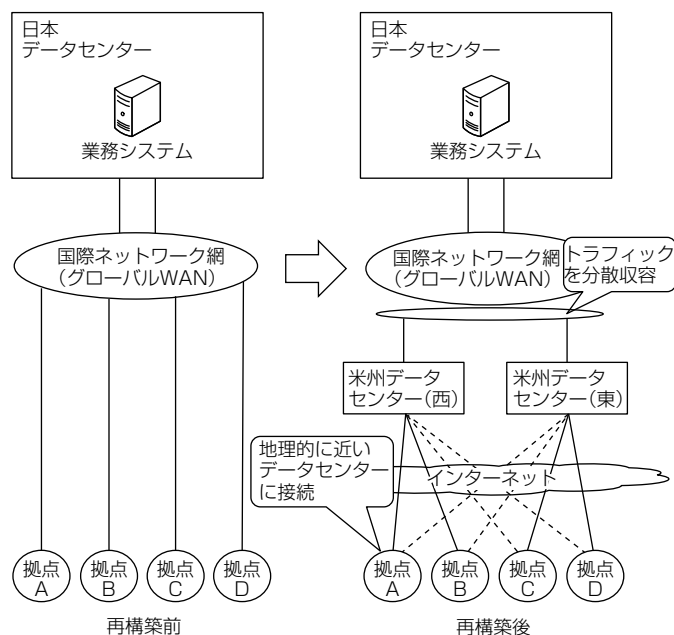 日本
データセンター
業務システム
国際ネットワーク網
(グローバルWAN)
拠点
A
拠点
B
拠点
C
拠点
D
再構築前
日本
データセンター
業務システム
国際ネットワーク網
(グローバルWAN)
トラフィック
を分散収容
米州データ
センター(西)
米州データ
センター(東)
地理的に近い
データセンター
に接続
インターネット
拠点
A
拠点
B
拠点
C
拠点
D
再構築後